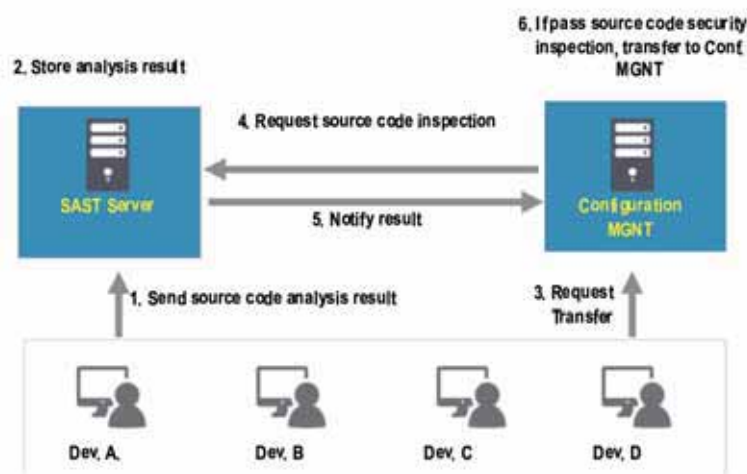 6. If pass source code security
inspection, transfer to Conf.
MGNT
2. Store analysis result
4. Request source code inspection
SAST Server
5. Notify result
Configuration
MGNT
1. Send source code analysis result
3. Request
Transfer
Dev. A.
Dev. B
Dev. C
Dev. D